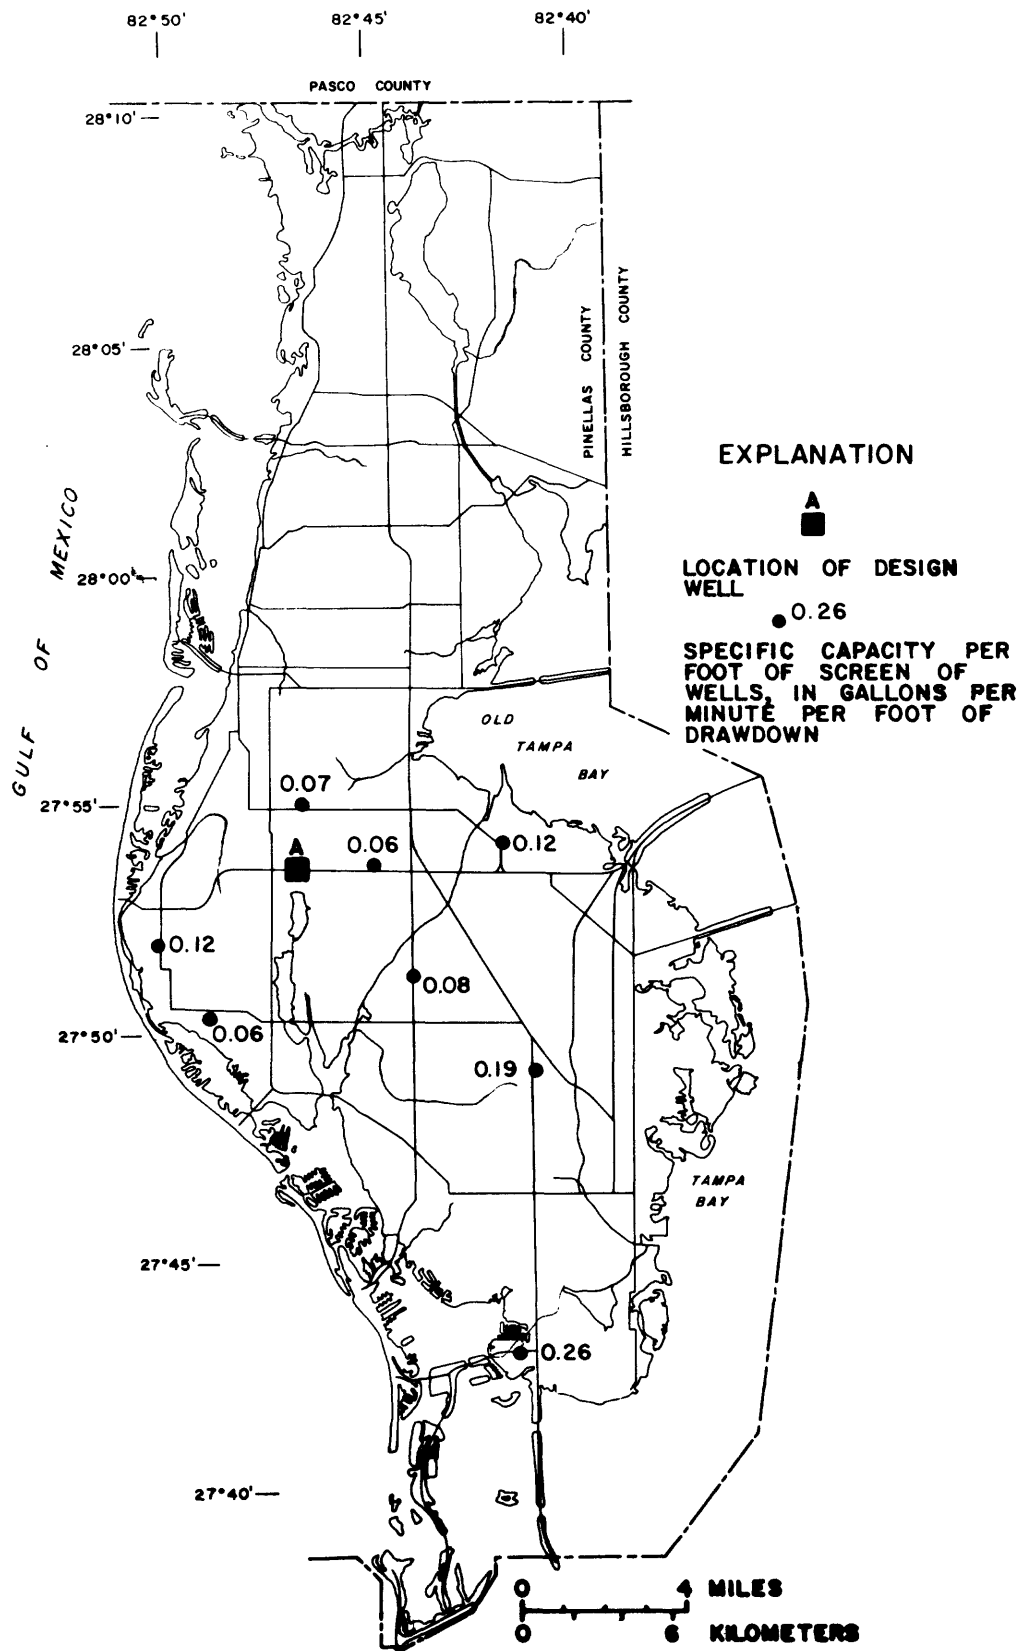 82°50' 82°45' 82°40'
PASCO COUNTY
28°10'
28°05'
PINELLAS COUNTY
HILLSBOROUGH COUNTY
EXPLANATION
A
LOCATION OF DESIGN
WELL
0.26
SPECIFIC CAPACITY PER
FOOT OF SCREEN OF
WELLS, IN GALLONS PER
MINUTE PER FOOT OF
DRAWDOWN
GULF OF MEXICO
28°00'
OLD
TAMPA
BAY
0.07
27°55'
0.06
0.12
A
0.12
0.08
0.06
27°50'
0.19
TAMPA
BAY
27°45'
0.26
27°40'
0 4 MILES
0 6 KILOMETERS